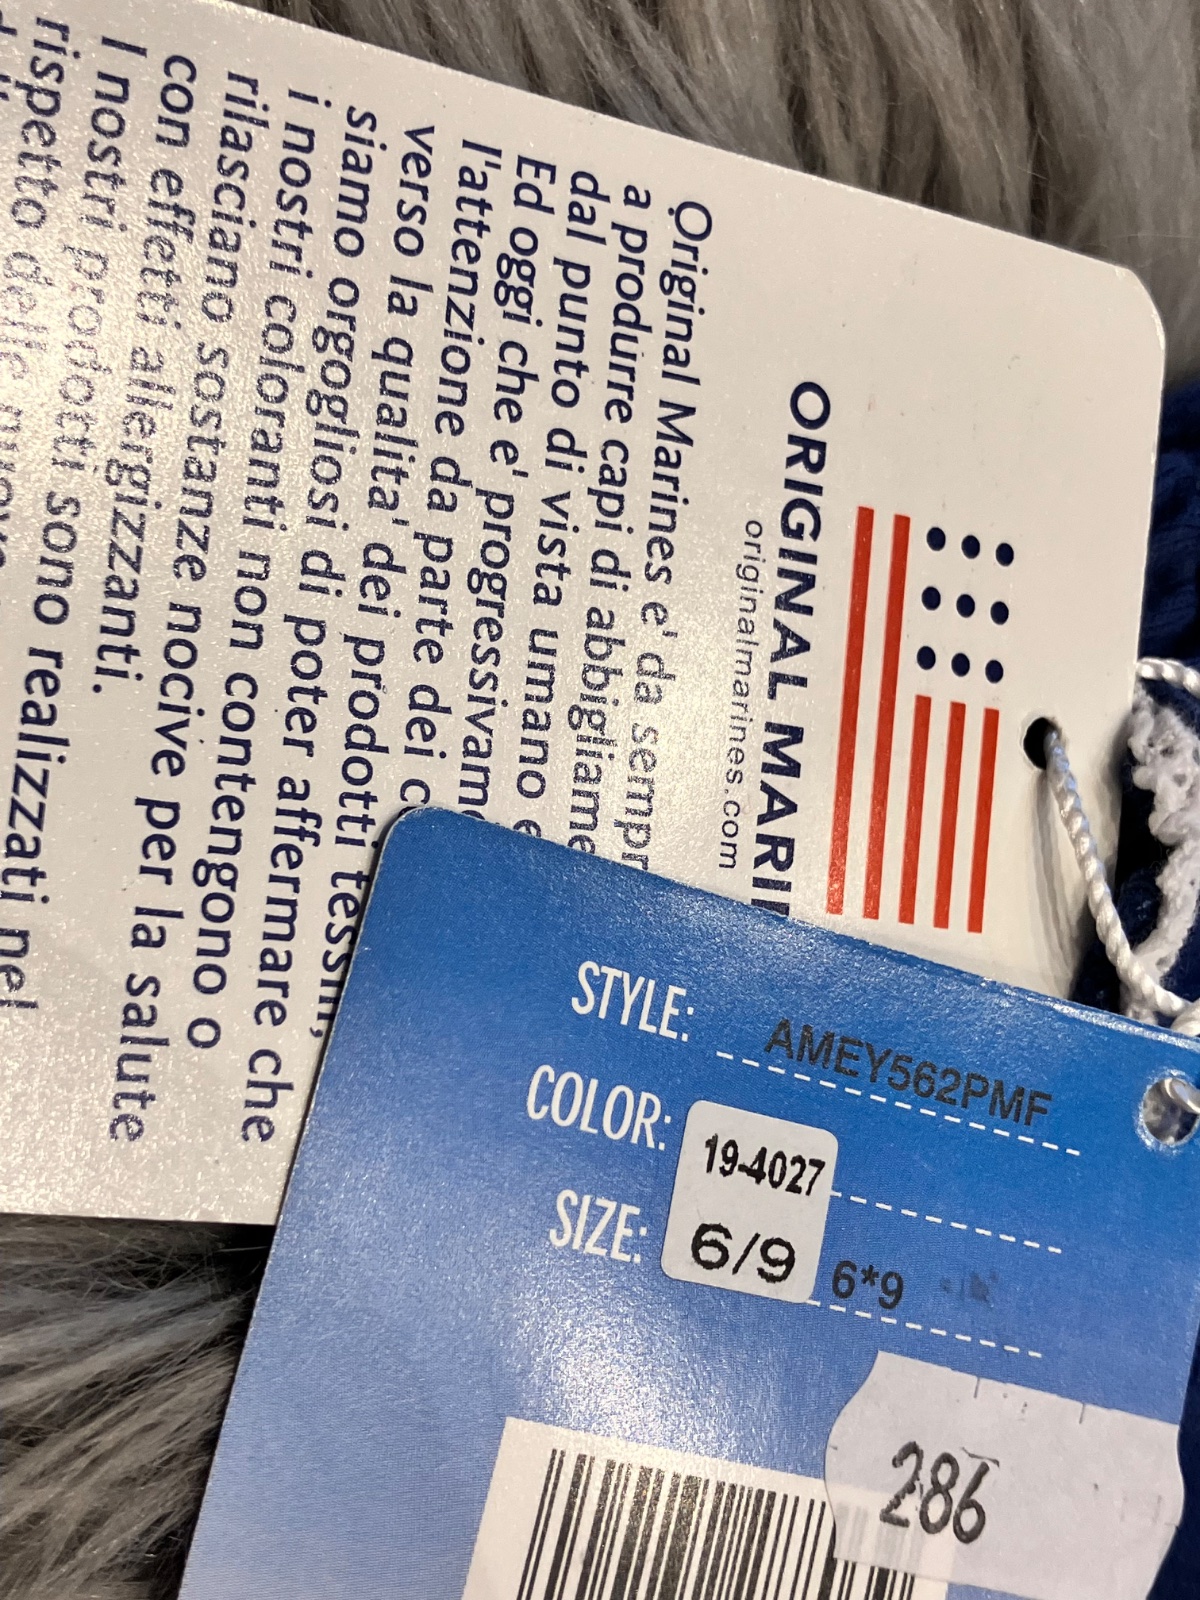 ORIGINAL MARI
originalmarines.com
Original Marines e' da sempr
a produrre capi di abbigliame
dal punto di vista umano e
Ed oggi che e' progressivame
l'attenzione da parte dei c
verso la qualita' dei prodotti tessili,
siamo orgogliosi di poter affermare che
i nostri coloranti non contengono o
rilasciano sostanze nocive per la salute
con effetti allergizzanti.
I nostri prodotti sono realizzati nel
rispetto delle
STYLE: AMEY562PMF
COLOR: 19-4027
SIZE: 6/9 6*9
286